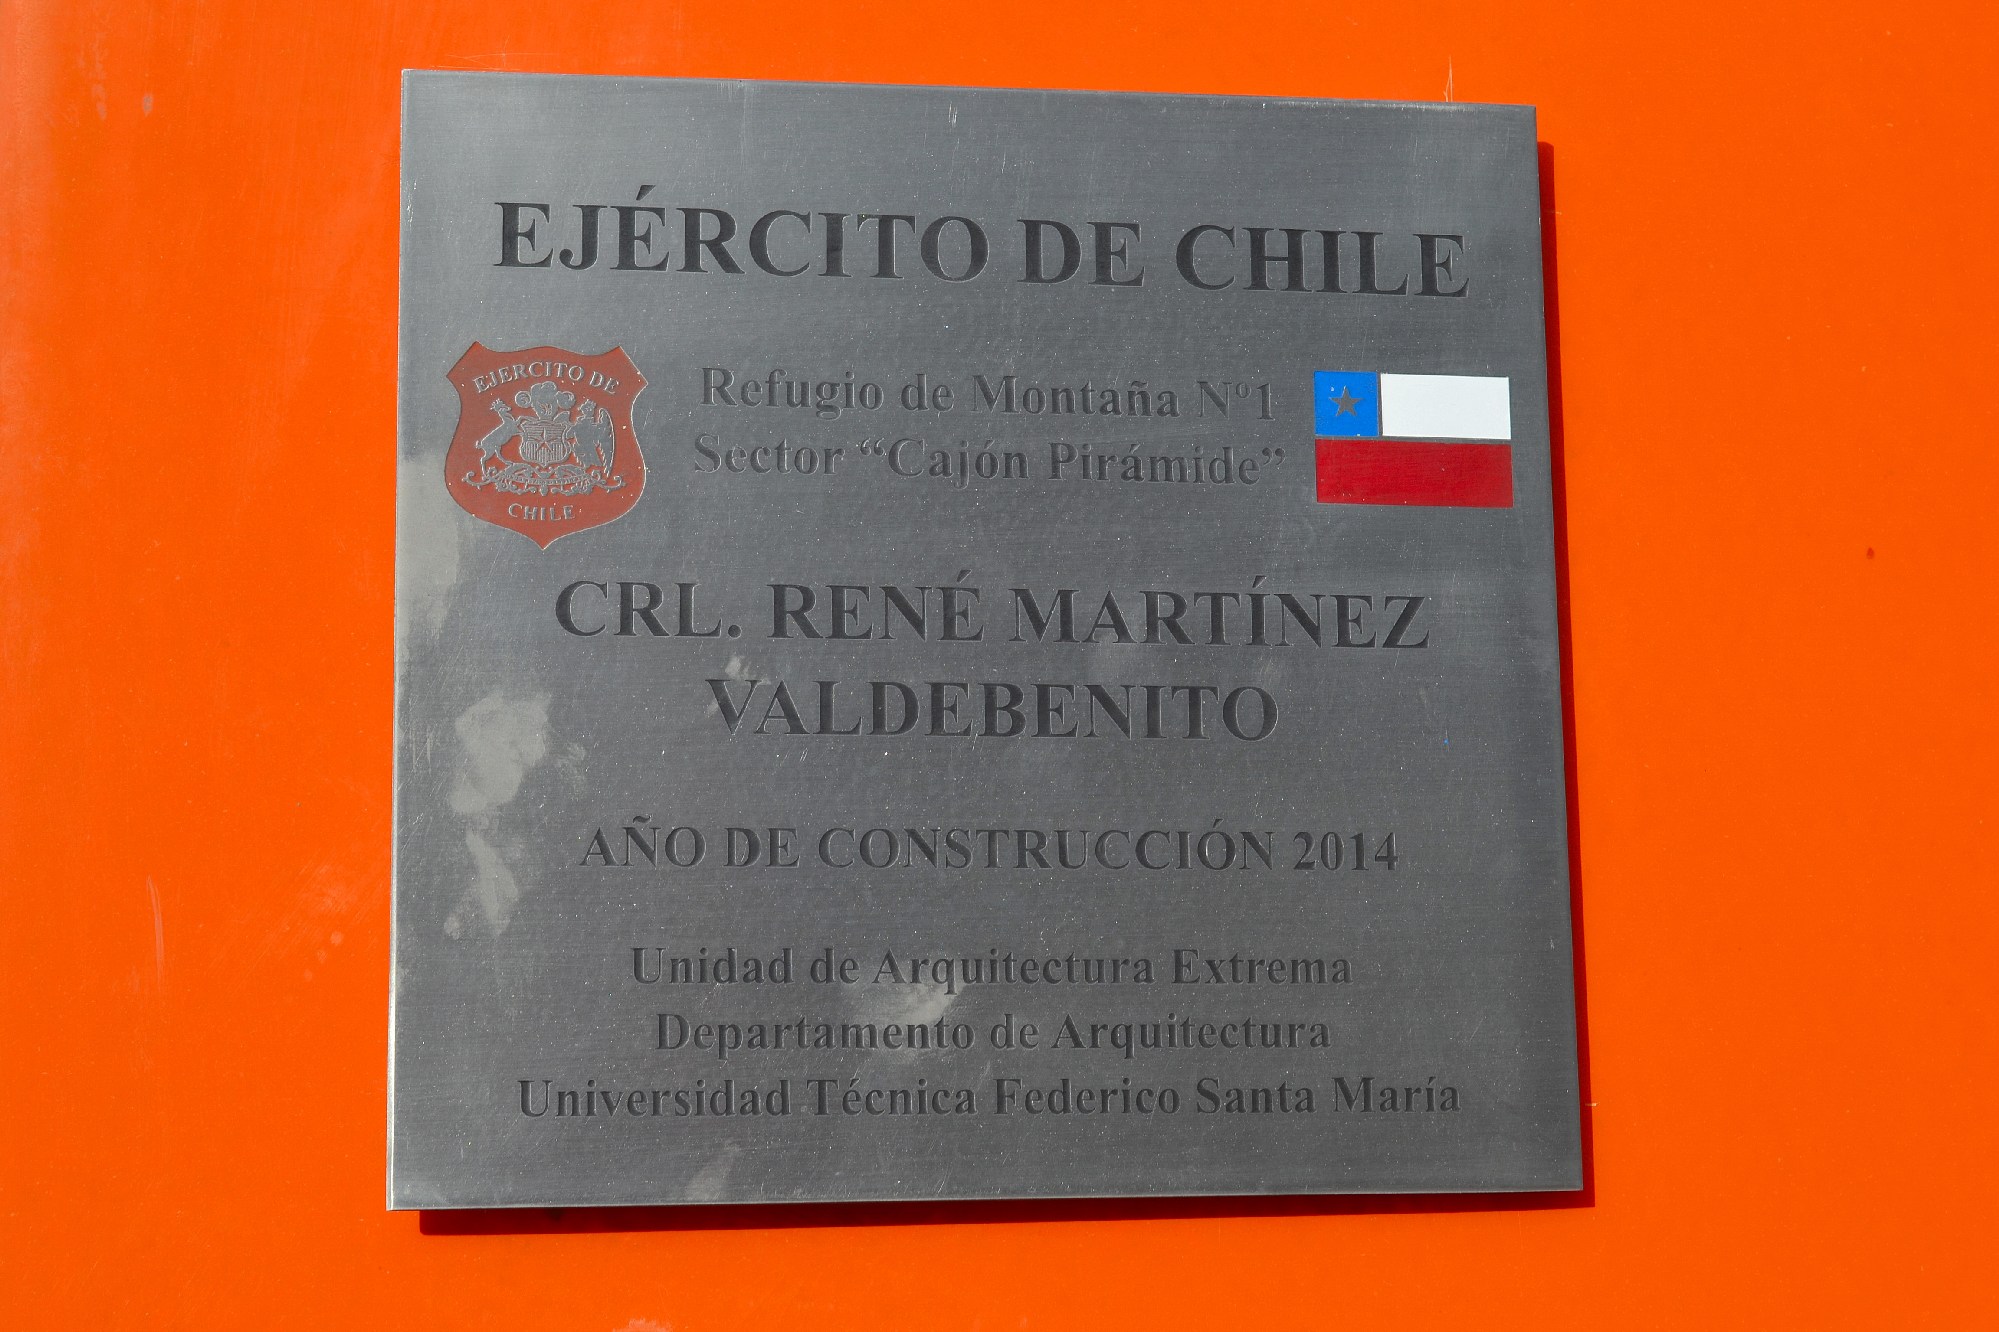 EJÉRCITO DE CHILE
EJERCITO DE
CHILE
Refugio de Montaña Nº1
Sector “Cajón Pirámide”
CRL. RENÉ MARTÍNEZ
VALDEBENITO
AÑO DE CONSTRUCCIÓN 2014
Unidad de Arquitectura Extrema
Departamento de Arquitectura
Universidad Técnica Federico Santa María